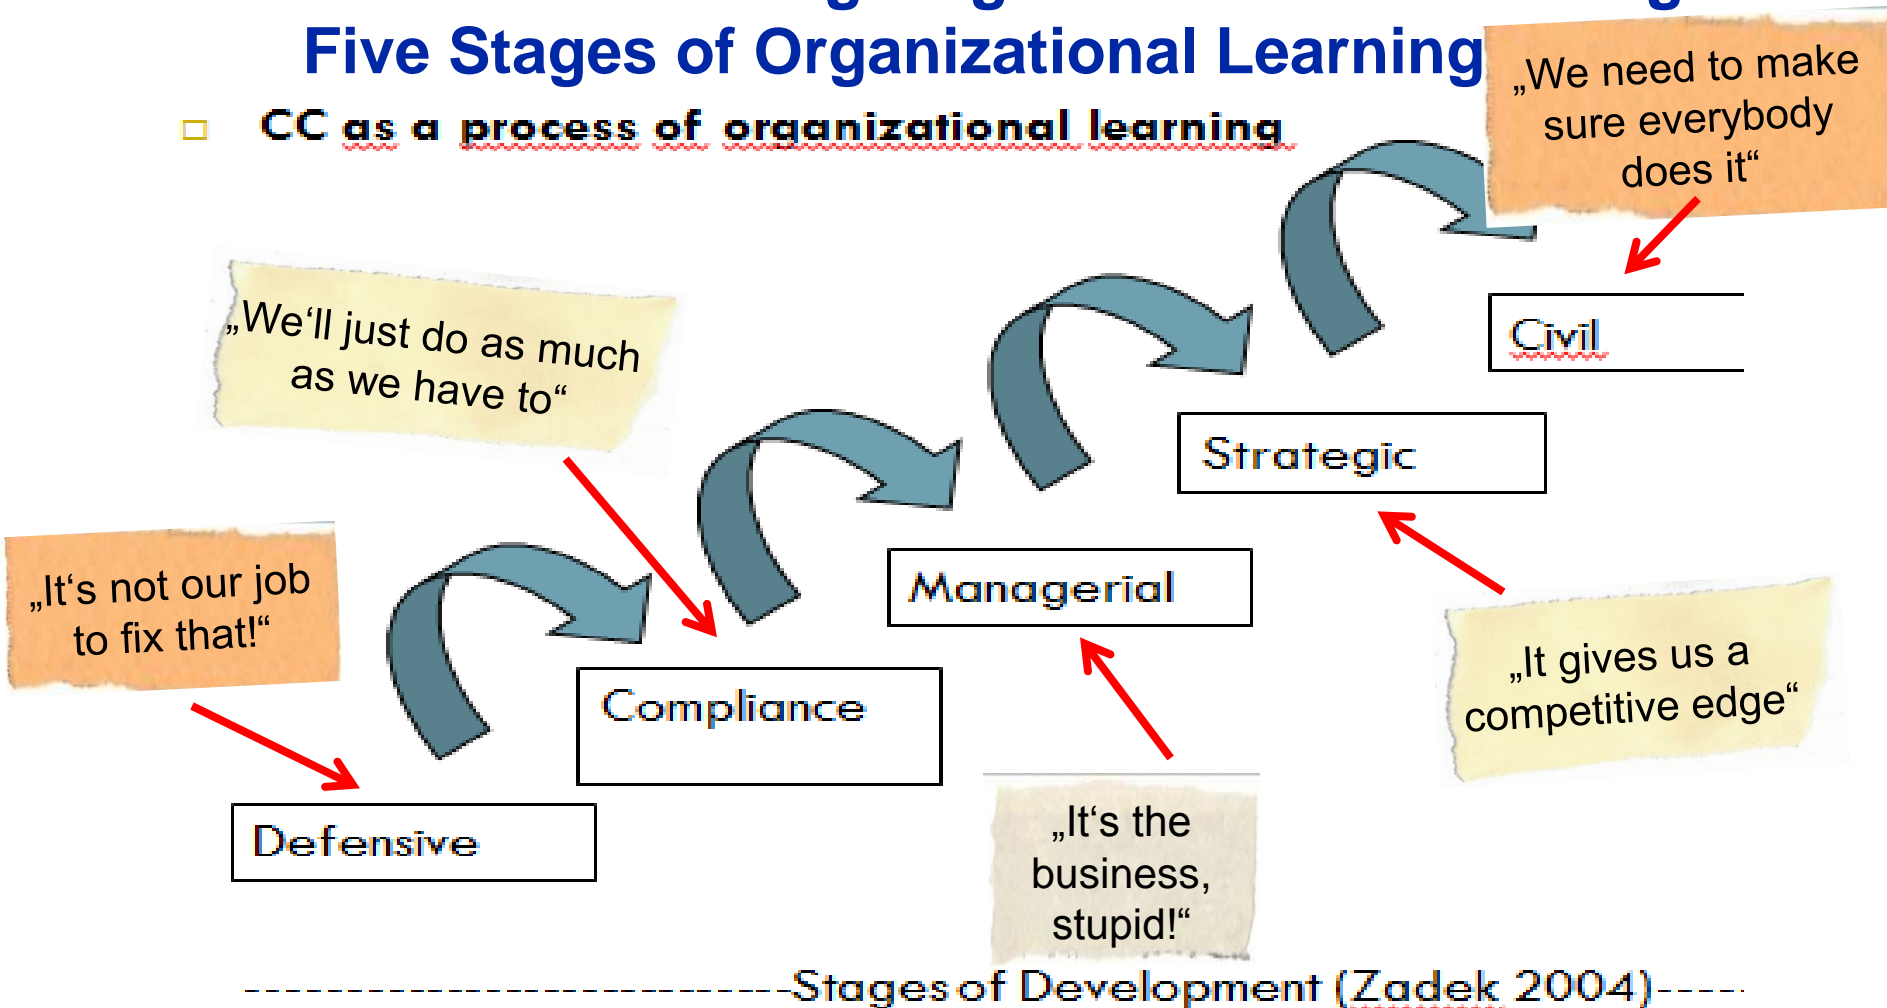 Five Stages of Organizational Learning
CC as a process of organizational learning
„We need to make
sure everybody
does it“
„We‘ll just do as much
as we have to“
Civil
Strategic
„It‘s not our job
to fix that!“
Managerial
„It gives us a
competitive edge“
Compliance
Defensive
„It‘s the
business,
stupid!“
---------------------------Stages of Development (Zadek 2004)-----